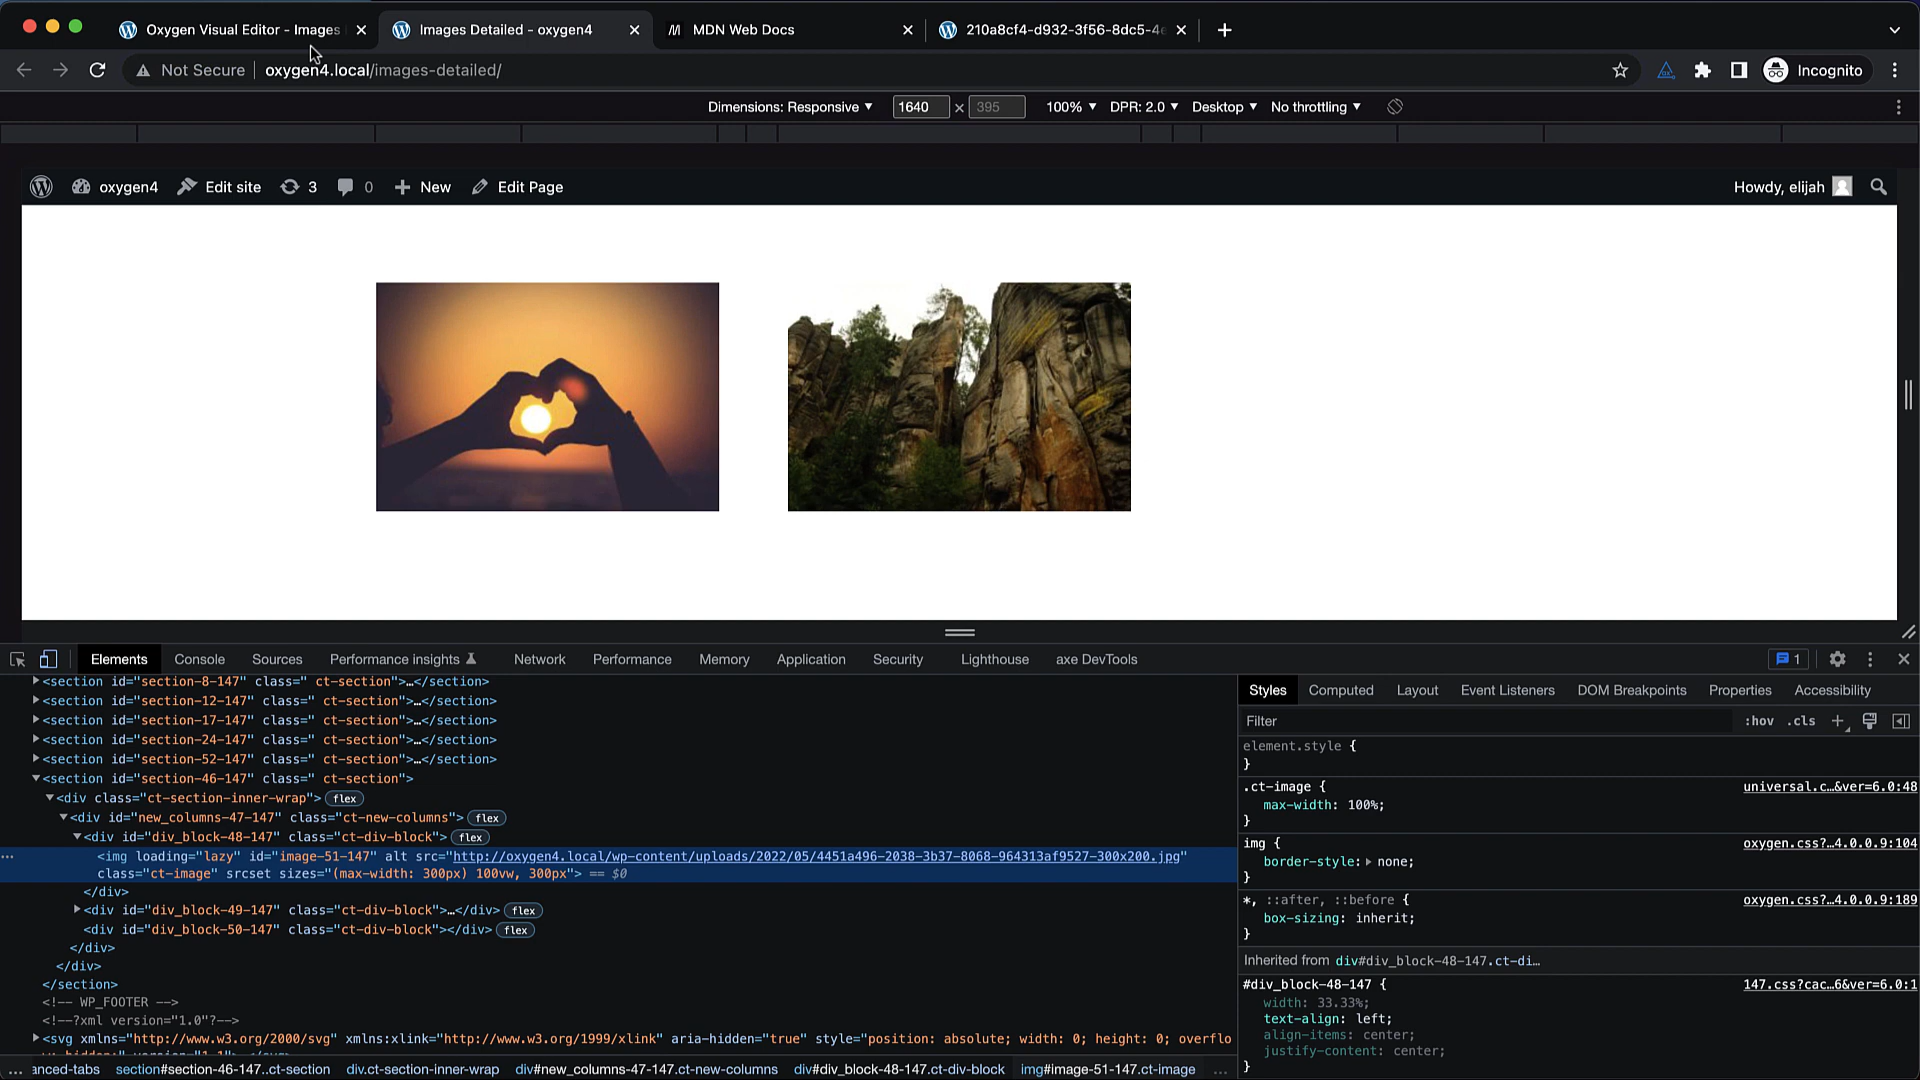 Oxygen Visual Editor - Images
Images Detailed - oxygen4
MDN Web Docs
210a8cf4-d932-3f56-8dc5-4e
Not Secure
oxygen4.local/images-detailed/
Incognito
Dimensions: Responsive
1640
395
100%
DPR: 2.0
Desktop
No throttling
oxygen4
Edit site
3
0
New
Edit Page
Howdy, elijah
Elements
Console
Sources
Performance insights
Network
Performance
Memory
Application
Security
Lighthouse
axe DevTools
1
<section id="section-8-147" class=" ct-section">…</section>
<section id="section-12-147" class=" ct-section">…</section>
<section id="section-17-147" class=" ct-section">…</section>
<section id="section-24-147" class=" ct-section">…</section>
<section id="section-52-147" class=" ct-section">…</section>
<section id="section-46-147" class=" ct-section">
<div class="ct-section-inner-wrap"> flex
<div id="new_columns-47-147" class="ct-new-columns"> flex
<div id="div_block-48-147" class="ct-div-block"> flex
<img loading="lazy" id="image-51-147" alt src="http://oxygen4.local/wp-content/uploads/2022/05/4451a496-2038-3b37-8068-964313af9527-300x200.jpg"
class="ct-image" srcset sizes="(max-width: 300px) 100vw, 300px"> == $0
</div>
<div id="div_block-49-147" class="ct-div-block">…</div> flex
<div id="div_block-50-147" class="ct-div-block"></div> flex
</div>
</div>
</section>
<!-- WP_FOOTER -->
<!--?xml version="1.0"?-->
<svg xmlns="http://www.w3.org/2000/svg" xmlns:xlink="http://www.w3.org/1999/xlink" aria-hidden="true" style="position: absolute; width: 0; height: 0; overflo
... anced-tabs section#section-46-147..ct-section div.ct-section-inner-wrap div#new_columns-47-147.ct-new-columns div#div_block-48-147.ct-div-block img#image-51-147.ct-image ...
Styles
Computed
Layout
Event Listeners
DOM Breakpoints
Properties
Accessibility
Filter
:hov
.cls
element.style {
}
.ct-image {
universal.c…&ver=6.0:48
max-width: 100%;
}
img {
oxygen.css?…4.0.0.9:104
border-style: none;
}
*, ::after, ::before {
oxygen.css?…4.0.0.9:189
box-sizing: inherit;
}
Inherited from div#div_block-48-147.ct-di…
#div_block-48-147 {
147.css?cac…6&ver=6.0:1
width: 33.33%;
text-align: left;
align-items: center;
justify-content: center;
}